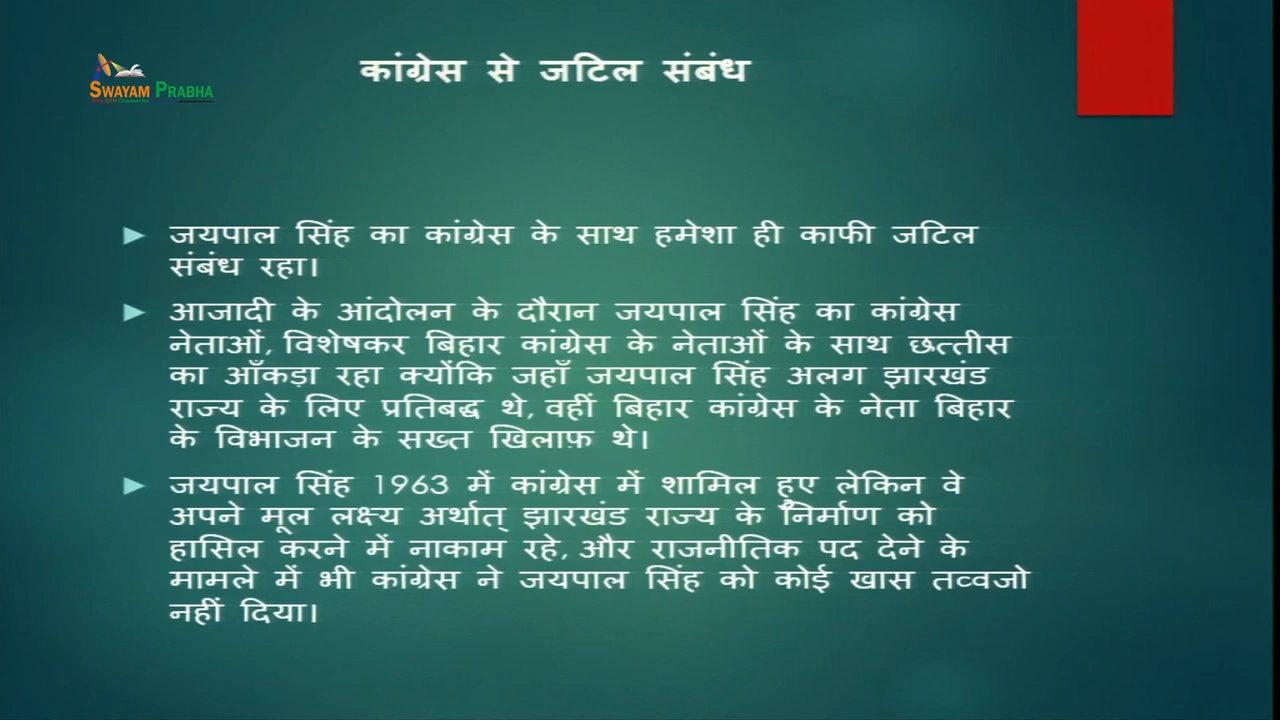 SWAYAM PRABHA
कांग्रेस से जटिल संबंध
जयपाल सिंह का कांग्रेस के साथ हमेशा ही काफी जटिल
संबंध रहा।
आजादी के आंदोलन के दौरान जयपाल सिंह का कांग्रेस
नेताओं, विशेषकर बिहार कांग्रेस के नेताओं के साथ छत्तीस
का आँकड़ा रहा क्योंकि जहाँ जयपाल सिंह अलग झारखंड
राज्य के लिए प्रतिबद्ध थे, वहीं बिहार कांग्रेस के नेता बिहार
के विभाजन के सख्त खिलाफ़ थे।
जयपाल सिंह 1963 में कांग्रेस में शामिल हुए लेकिन वे
अपने मूल लक्ष्य अर्थात् झारखंड राज्य के निर्माण को
हासिल करने में नाकाम रहे, और राजनीतिक पद देने के
मामले में भी कांग्रेस ने जयपाल सिंह को कोई खास तव्वजो
नहीं दिया।